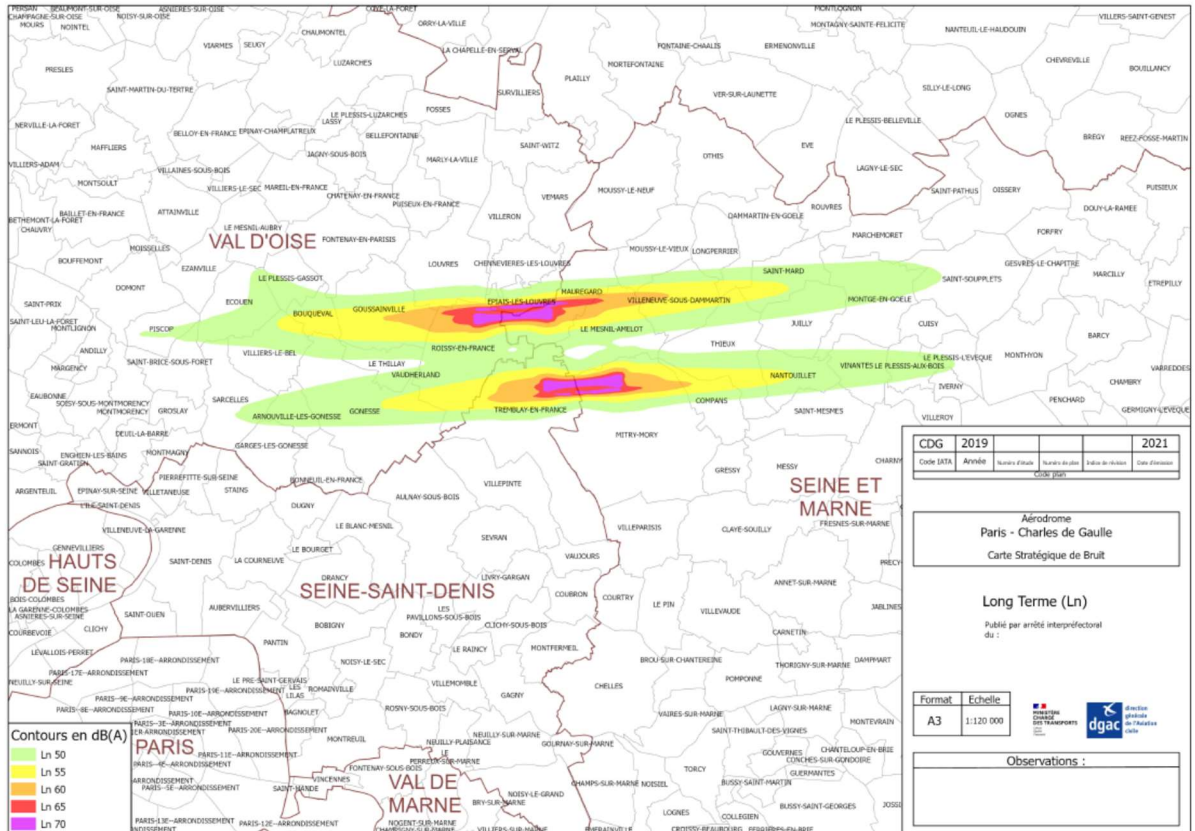 PERSAN
BEAUMONT-SUR-OISE
ASNIERES-SUR-OISE
COYE-LA-FORET
MONTLOGNON
CHAMPAGNE-SUR-OISE
NOISY-SUR-OISE
MOURS
NOINTEL
ORRY-LA-VILLE
MONTAGNY-SAINTE-FELICITE
VILLERS-SAINT-GENEST
CHAUMONTEL
NANTEUIL-LE-HAUDOUIN
VIARMES
SEUGY
LA CHAPELLE-EN-SERVAL
FONTAINE-CHAALIS
ERMENONVILLE
LUZARCHES
MORTEFONTAINE
CHEVREVILLE
PRESLES
PLAILLY
BOUILLANCY
SAINT-MARTIN-DU-TERTRE
SURVILLIERS
VER-SUR-LAUNETTE
SILLY-LE-LONG
FOSSES
LE PLESSIS-LUZARCHES
LASSY
OGNES
NERVILLE-LA-FORET
BELLOY-EN-FRANCE
EPINAY-CHAMPLATREUX
BELLEFONTAINE
LE PLESSIS-BELLEVILLE
MAFFLIERS
SAINT-WITZ
EVE
BREGY
REEZ-FOSSE-MARTIN
JAGNY-SOUS-BOIS
MARLY-LA-VILLE
OTHIS
VILLIERS-ADAM
VILLAINES-SOUS-BOIS
LAGNY-LE-SEC
MONTSOULT
VILLIERS-LE-SEC
MAREIL-EN-FRANCE
CHATENAY-EN-FRANCE
PUISEUX-EN-FRANCE
VEMARS
MOUSSY-LE-NEUF
SAINT-PATHUS
OISSERY
PUISIEUX
BAILLET-EN-FRANCE
ATTAINVILLE
VILLERON
DAMMARTIN-EN-GOELE
ROUVRES
DOUY-LA-RAMEE
BETHEMONT-LA-FORET
CHAUVRY
LE MESNIL-AUBRY
FONTENAY-EN-PARISIS
MARCHEMORET
FORFRY
VAL D'OISE
MOISSELLES
MOUSSY-LE-VIEUX
LONGPERRIER
BOUFFEMONT
EZANVILLE
LOUVRES
CHENNEVIERES-LES-LOUVRES
GESVRES-LE-CHAPITRE
SAINT-MARD
MARCILLY
LE PLESSIS-GASSOT
SAINT-SOUPPLETS
ETREPILLY
DOMONT
MAUREGARD
SAINT-PRIX
ECOUEN
GOUSSAINVILLE
EPIAIS-LES-LOUVRES
VILLENEUVE-SOUS-DAMMARTIN
MONTGE-EN-GOELE
BOUQUEVAL
SAINT-LEU-LA-FORET
MONTLIGNON
PISCOP
LE MESNIL-AMELOT
JUILLY
CUISY
BARCY
ANDILLY
VILLIERS-LE-BEL
ROISSY-EN-FRANCE
THIEUX
SAINT-BRICE-SOUS-FORET
LE THILLAY
LE PLESSIS-L'EVEQUE
MONTHYON
MARGENCY
VAUDHERLAND
NANTOUILLET
VINANTES
LE PLESSIS-AUX-BOIS
VARREDDES
IVERNY
CHAMBRY
EAUBONNE
SOISY-SOUS-MONTMORENCY
SARCELLES
COMPANS
PENCHARD
MONTMORENCY
GROSLAY
ARNOUVILLE-LES-GONESSE
GONESSE
TREMBLAY-EN-FRANCE
SAINT-MESMES
VILLEROY
GERMIGNY-L'EVEQUE
ERMONT
DEUIL-LA-BARRE
MITRY-MORY
SANNOIS
ENGHIEN-LES-BAINS
MONTMAGNY
GARGES-LES-GONESSE
SAINT-GRATIEN
CDG 2019 2021
Code IATA Année Numéro d'étude Numéro de plan Indice de révision Date d'émission
Code plan
PIERREFITTE-SUR-SEINE
BONNEUIL-EN-FRANCE
GRESSY
MESSY
CHARNY
ARGENTEUIL
EPINAY-SUR-SEINE
VILLETANEUSE
STAINS
VILLEPINTE
SEINE ET
MARNE
L'ILE-SAINT-DENIS
DUGNY
AULNAY-SOUS-BOIS
VILLENEUVE-LA-GARENNE
LE BLANC-MESNIL
VILLEPARISIS
CLAYE-SOUILLY
FRESNES-SUR-MARNE
Aérodrome
Paris - Charles de Gaulle
Carte Stratégique de Bruit
SEVRAN
GENNEVILLIERS
LE BOURGET
VAUJOURS
COLOMBES
HAUTS
DE SEINE
SAINT-DENIS
LA COURNEUVE
DRANCY
LIVRY-GARGAN
ANNET-SUR-MARNE
SEINE-SAINT-DENIS
COUBRON
COURTRY
Long Terme (Ln)
BOIS-COLOMBES
LA GARENNE-COLOMBES
ASNIERES-SUR-SEINE
SAINT-OUEN
AUBERVILLIERS
LES
PAVILLONS-SOUS-BOIS
LE PIN
VILLEVAUDE
JABLINES
Publié par arrêté interpréfectoral
du :
COURBEVOIE
CLICHY
BOBIGNY
CLICHY-SOUS-BOIS
CARNETIN
PANTIN
BONDY
LEVALLOIS-PERRET
LE RAINCY
MONTFERMEIL
PARIS-18E--ARRONDISSEMENT
NOISY-LE-SEC
BROU-SUR-CHANTEREINE
THORIGNY-SUR-MARNE
DAMPMART
PARIS-17E--ARRONDISSEMENT
NEUILLY-SUR-SEINE
LE PRE-SAINT-GERVAIS
POMPONNE
PARIS-19E--ARRONDISSEMENT
LES
LILAS
ROMAINVILLE
VILLEMOMBLE
CHELLES
PARIS-9E--ARRONDISSEMENT
GAGNY
PARIS-8E--ARRONDISSEMENT
PARIS-10E--ARRONDISSEMENT
BAGNOLET
ROSNY-SOUS-BOIS
VAIRES-SUR-MARNE
LAGNY-SUR-MARNE
Format Echelle
A3 1:120 000
MINISTÈRE
CHARGÉ
DES TRANSPORTS
dgac
direction
générale
de l'Aviation
civile
PARIS-3E--ARRONDISSEMENT
MONTEVRAIN
PARIS-20E--ARRONDISSEMENT
SAINT-THIBAULT-DES-VIGNES
NEUILLY-SUR-MARNE
Contours en dB(A)
PARIS
MONTREUIL
NEUILLY-PLAISANCE
GOURNAY-SUR-MARNE
PARIS-11E--ARRONDISSEMENT
LE
PERREUX-SUR-MARNE
GOUVERNES
CHANTELOUP-EN-BRIE
CONCHES-SUR-GONDOIRE
Observations :
Ln 50
PARIS-4E--ARRONDISSEMENT
FONTENAY-SOUS-BOIS
TORCY
GUERMANTES
VINCENNES
Ln 55
VAL DE
MARNE
CHAMPS-SUR-MARNE
NOISIEL
BUSSY-SAINT-MARTIN
PARIS-5E--ARRONDISSEMENT
SAINT-MANDE
NOISY-LE-GRAND
Ln 60
BRY-SUR-MARNE
BUSSY-SAINT-GEORGES
Ln 65
LOGNES
COLLEGIEN
PARIS-13E--ARRONDISSEMENT
PARIS-12E--ARRONDISSEMENT
NOGENT-SUR-MARNE
Ln 70
VILLIERS-SUR-MARNE
EMERAINVILLE
CROISSY-BEAUBOURG
FERRIERES-EN-BRIE